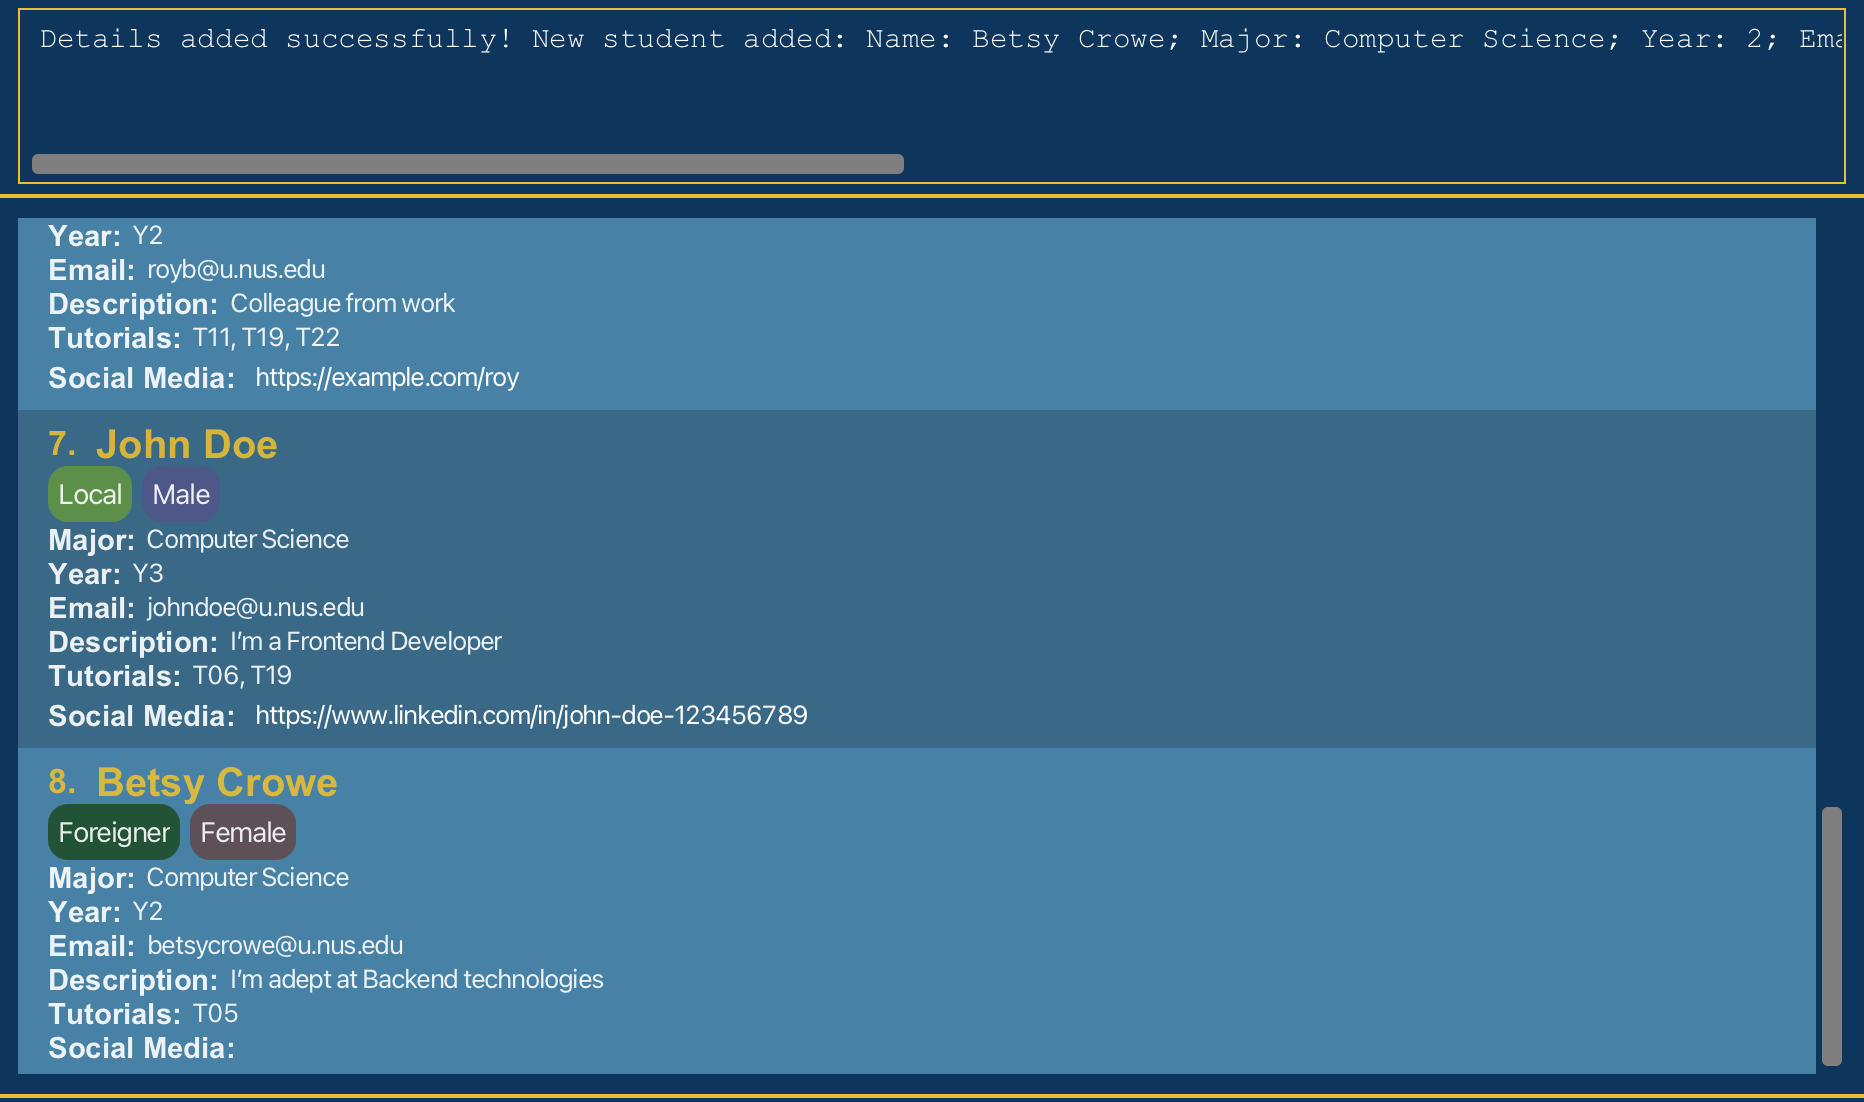 Details added successfully! New student added: Name: Betsy Crowe; Major: Computer Science; Year: 2; Ema
Year: Y2
Email: royb@u.nus.edu
Description: Colleague from work
Tutorials: T11, T19, T22
Social Media: https://example.com/roy
7. John Doe
Local Male
Major: Computer Science
Year: Y3
Email: johndoe@u.nus.edu
Description: I’m a Frontend Developer
Tutorials: T06, T19
Social Media: https://www.linkedin.com/in/john-doe-123456789
8. Betsy Crowe
Foreigner Female
Major: Computer Science
Year: Y2
Email: betsycrowe@u.nus.edu
Description: I’m adept at Backend technologies
Tutorials: T05
Social Media: